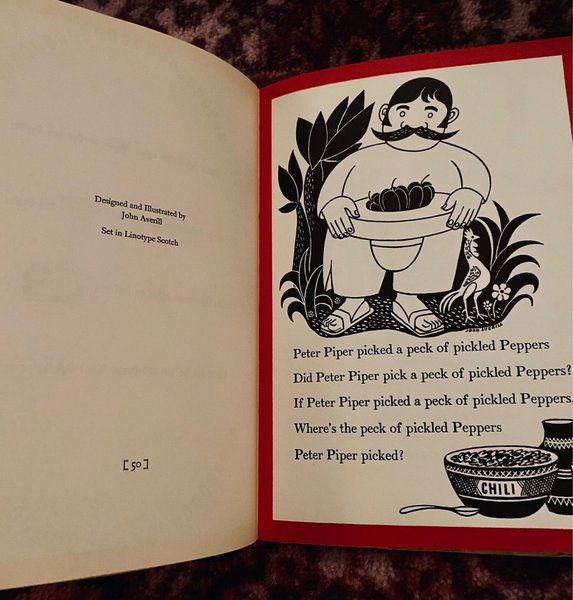 Designed and Illustrated by
John Averill
Set in Linotype Scotch
[50]
JOHN AVERILL
Peter Piper picked a peck of pickled Peppers
Did Peter Piper pick a peck of pickled Peppers?
If Peter Piper picked a peck of pickled Peppers,
Where's the peck of pickled Peppers
Peter Piper picked?
CHILI